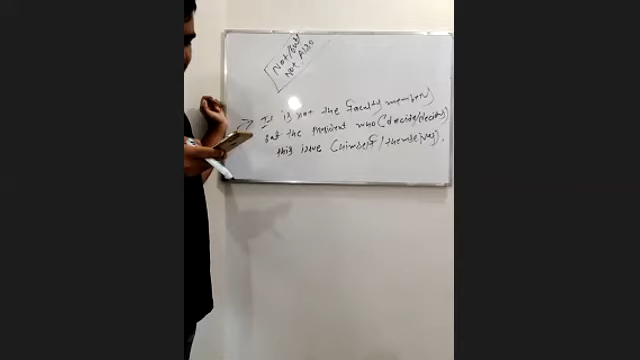 Not/But
Not Also
It is not the faculty members
but the President who (decide/decides)
this issue (himself/themselves).